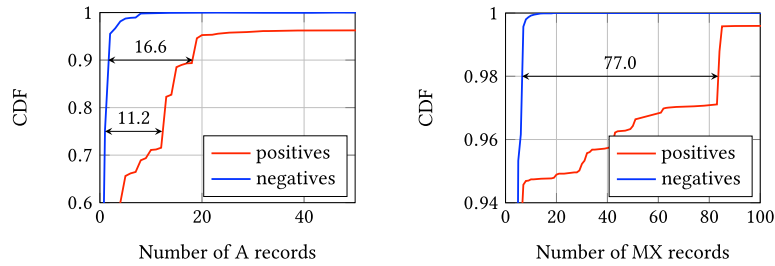 1
0.9
0.8
0.7
0.6
CDF
16.6
11.2
positives
negatives
0
20
40
Number of A records
1
0.98
0.96
0.94
CDF
77.0
positives
negatives
0
20
40
60
80
100
Number of MX records